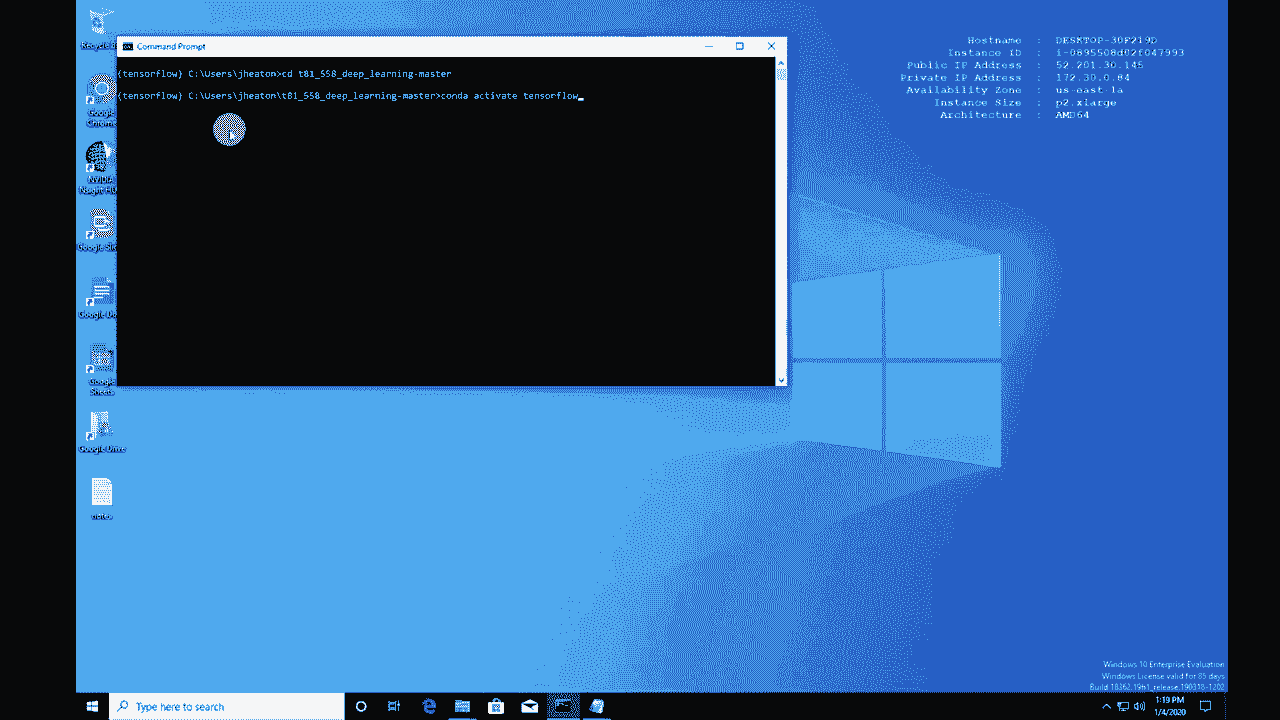 Recycle
Command Prompt
(tensorflow) C:\Users\jheaton>cd t81_558_deep_learning-master
(tensorflow) C:\Users\jheaton\t81_558_deep_learning-master>conda activate tensorflow
Google
Chrome
NVIDIA
Nsight HU
Google Sli
Google Do
Google
Sheets
Google Drive
notes
Hostname : DESKTOP-30F219D
Instance ID : i-0895508d02f047993
Public IP Address : 52.201.30.145
Private IP Address : 172.30.0.84
Availability Zone : us-east-1a
Instance Size : p2.xlarge
Architecture : AMD64
Windows 10 Enterprise Evaluation
Windows License valid for 85 days
Build 18362.19h1_release.190318-1202
Type here to search
1:19 PM
1/4/2020